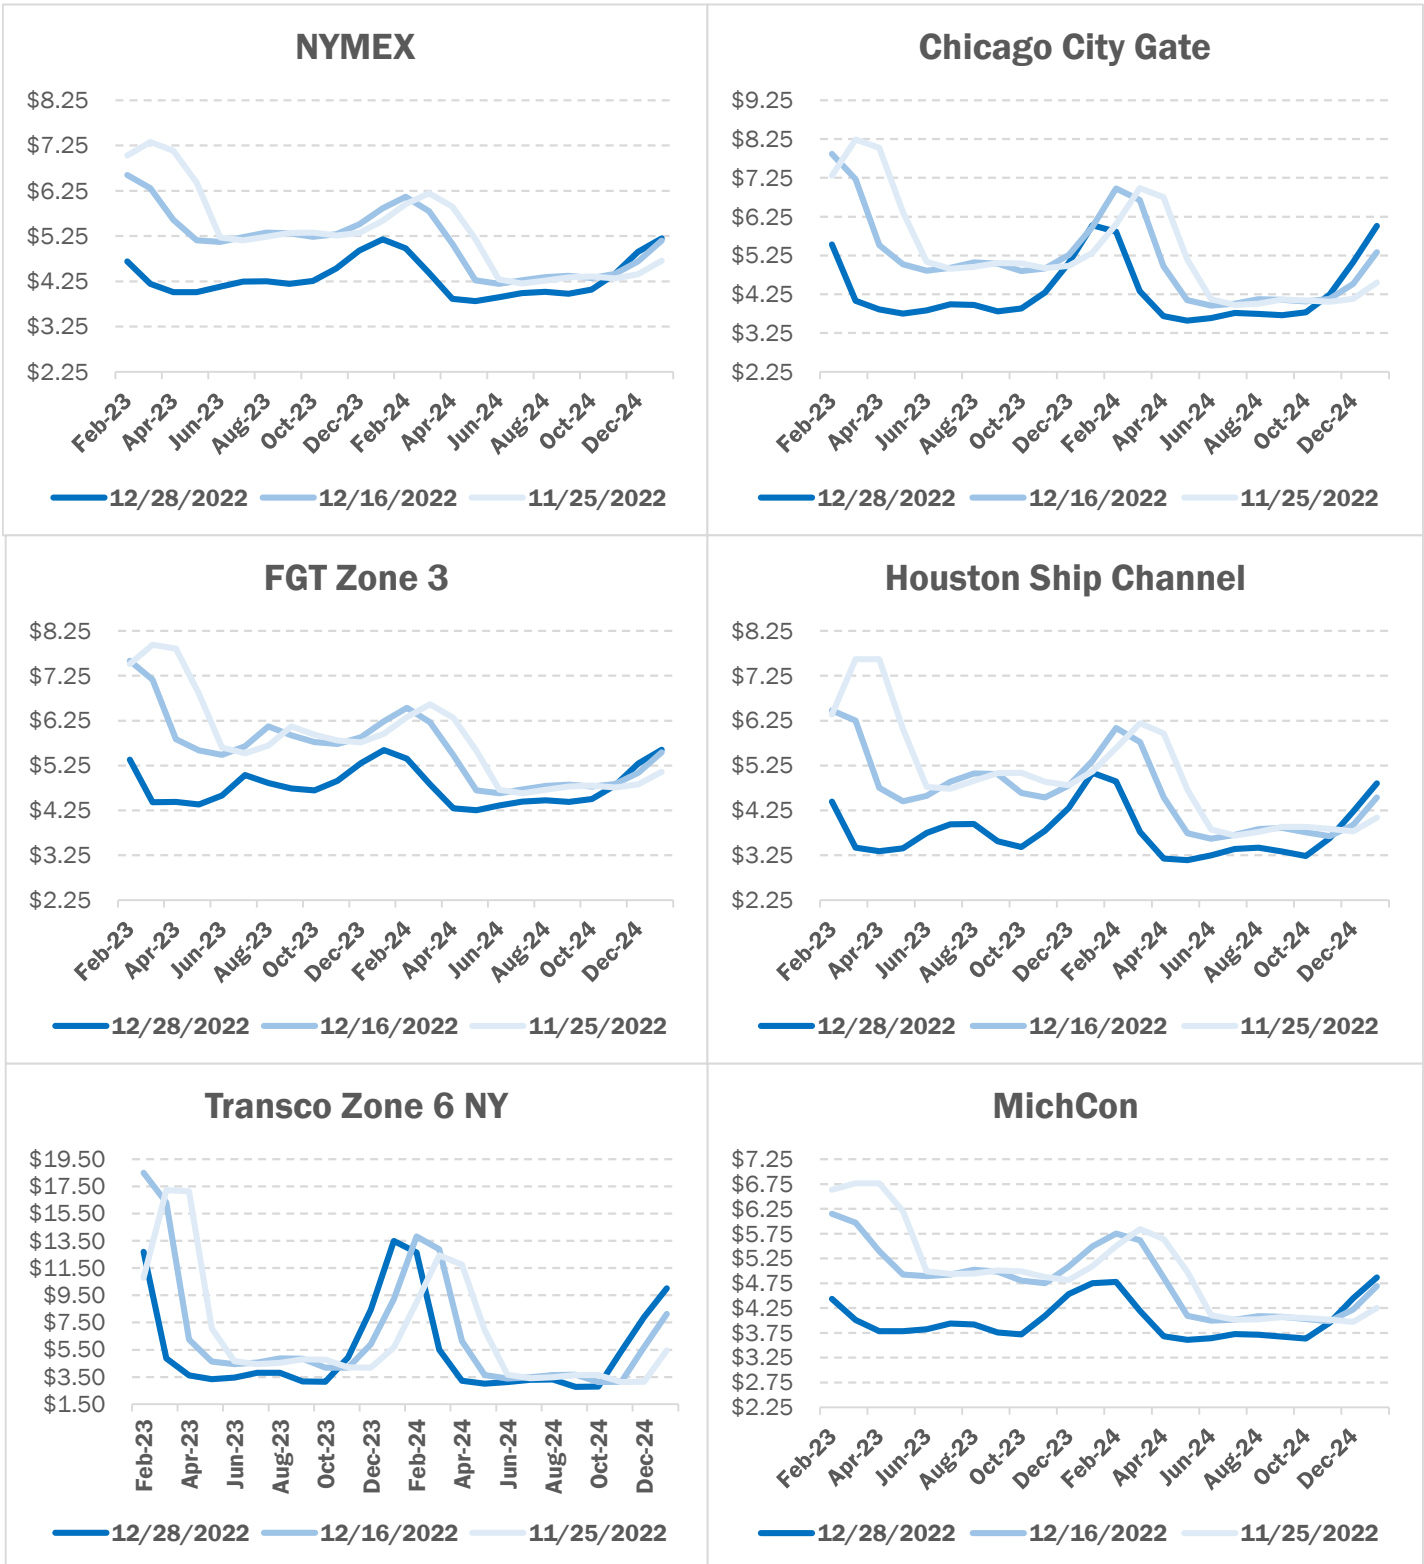 NYMEX
$8.25
$7.25
$6.25
$5.25
$4.25
$3.25
$2.25
Feb-23 Apr-23 Jun-23 Aug-23 Oct-23 Dec-23 Feb-24 Apr-24 Jun-24 Aug-24 Oct-24 Dec-24
12/28/2022 12/16/2022 11/25/2022
Chicago City Gate
$9.25
$8.25
$7.25
$6.25
$5.25
$4.25
$3.25
$2.25
Feb-23 Apr-23 Jun-23 Aug-23 Oct-23 Dec-23 Feb-24 Apr-24 Jun-24 Aug-24 Oct-24 Dec-24
12/28/2022 12/16/2022 11/25/2022
FGT Zone 3
$8.25
$7.25
$6.25
$5.25
$4.25
$3.25
$2.25
Feb-23 Apr-23 Jun-23 Aug-23 Oct-23 Dec-23 Feb-24 Apr-24 Jun-24 Aug-24 Oct-24 Dec-24
12/28/2022 12/16/2022 11/25/2022
Houston Ship Channel
$8.25
$7.25
$6.25
$5.25
$4.25
$3.25
$2.25
Feb-23 Apr-23 Jun-23 Aug-23 Oct-23 Dec-23 Feb-24 Apr-24 Jun-24 Aug-24 Oct-24 Dec-24
12/28/2022 12/16/2022 11/25/2022
Transco Zone 6 NY
$19.50
$17.50
$15.50
$13.50
$11.50
$9.50
$7.50
$5.50
$3.50
$1.50
Feb-23 Apr-23 Jun-23 Aug-23 Oct-23 Dec-23 Feb-24 Apr-24 Jun-24 Aug-24 Oct-24 Dec-24
12/28/2022 12/16/2022 11/25/2022
MichCon
$7.25
$6.75
$6.25
$5.75
$5.25
$4.75
$4.25
$3.75
$3.25
$2.75
$2.25
Feb-23 Apr-23 Jun-23 Aug-23 Oct-23 Dec-23 Feb-24 Apr-24 Jun-24 Aug-24 Oct-24 Dec-24
12/28/2022 12/16/2022 11/25/2022